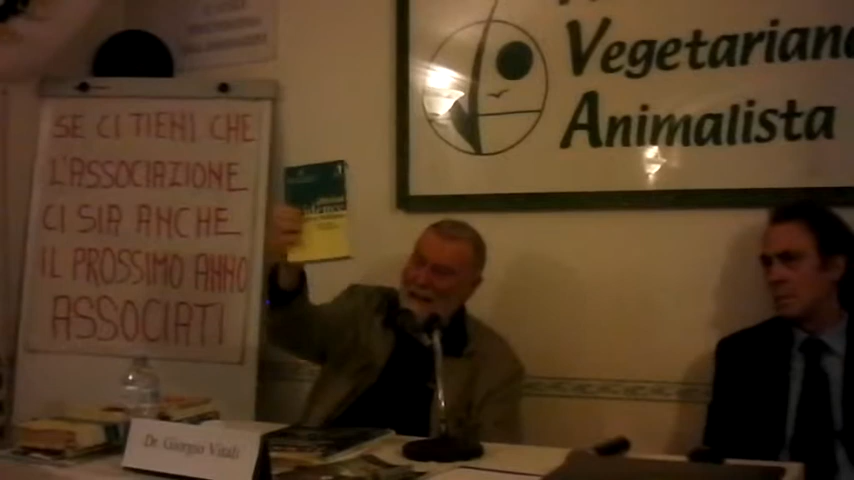 Vegetariana
Animalista
SE CI TIENI CHE
L'ASSOCIAZIONE
CI SIA ANCHE
IL PROSSIMO ANNO
ASSOCIATI
Dr. Giorgio Vitali